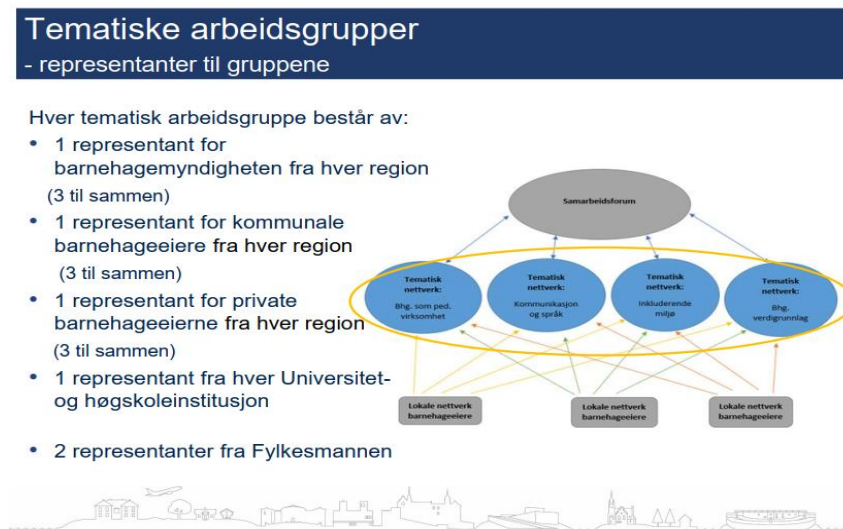 Tematiske arbeidsgrupper
- representanter til gruppene
Hver tematisk arbeidsgruppe består av:
• 1 representant for
barnehagemyndigheten fra hver region
(3 til sammen)
• 1 representant for kommunale
barnehageeiere fra hver region
(3 til sammen)
• 1 representant for private
barnehageeierne fra hver region
(3 til sammen)
• 1 representant fra hver Universitet-
og høgskoleinstitusjon
• 2 representanter fra Fylkesmannen
Samarbeidsforum
Tematisk
nettverk:
Bhg. som ped.
virksomhet
Tematisk
nettverk:
Kommunikasjon
og språk
Tematisk
nettverk:
Inkluderende
miljø
Tematisk
nettverk:
Bhg.
verdigrunnlag
Lokale nettverk
barnehageeiere
Lokale nettverk
barnehageeiere
Lokale nettverk
barnehageeiere